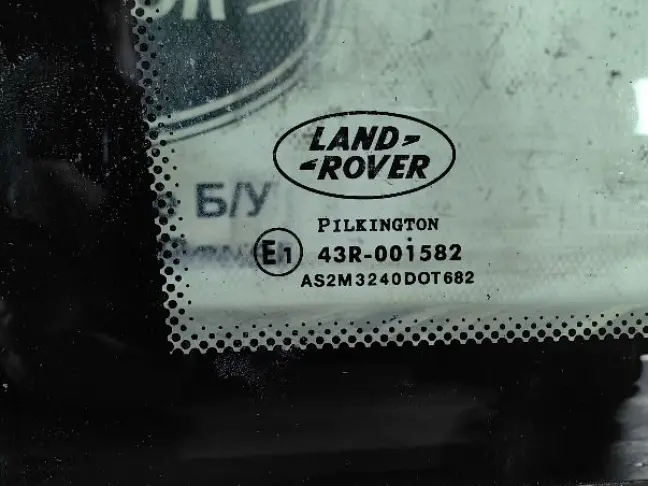 LAND
ROVER
Б/У
PILKINGTON
E1 43R-001582
AS2M3240DOT682